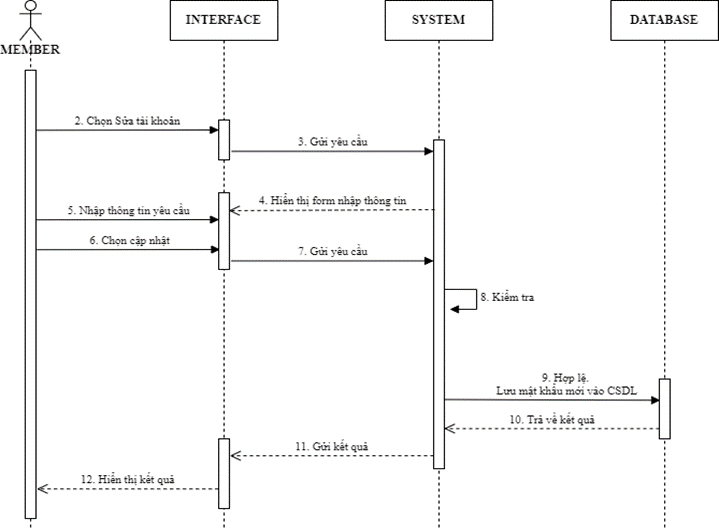 MEMBER
INTERFACE
SYSTEM
DATABASE
2. Chọn Sửa tài khoản
3. Gửi yêu cầu
4. Hiển thị form nhập thông tin
5. Nhập thông tin yêu cầu
6. Chọn cập nhật
7. Gửi yêu cầu
8. Kiểm tra
9. Hợp lệ.
Lưu mật khẩu mới vào CSDL
10. Trả về kết quả
11. Gửi kết quả
12. Hiển thị kết quả